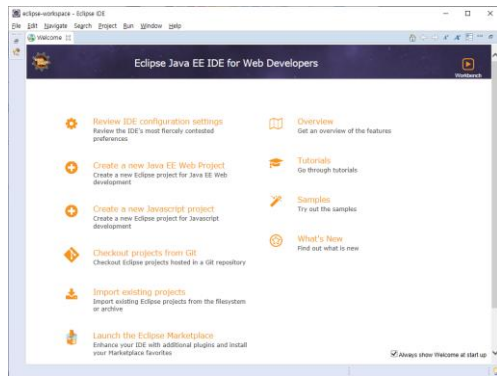 eclipse-workspace - Eclipse IDE
File Edit Navigate Search Project Run Window Help
Welcome
Eclipse Java EE IDE for Web Developers
Workbench
Review IDE configuration settings
Review the IDE's most fiercely contested
preferences
Create a new Java EE Web Project
Create a new Eclipse project for Java EE Web
development
Create a new Javascript project
Create a new Eclipse project for Javascript
development
Checkout projects from Git
Checkout Eclipse projects hosted in a Git repository
Import existing projects
Import existing Eclipse projects from the filesystem
or archive
Launch the Eclipse Marketplace
Enhance your IDE with additional plugins and install
your Marketplace favorites
Overview
Get an overview of the features
Tutorials
Go through tutorials
Samples
Try out the samples
What's New
Find out what is new
Always show Welcome at start up